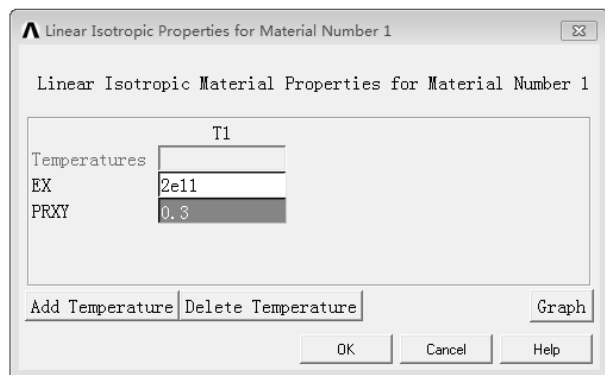 Linear Isotropic Properties for Material Number 1
Linear Isotropic Material Properties for Material Number 1
T1
Temperatures
EX 2e11
PRXY 0.3
Add Temperature Delete Temperature Graph
OK Cancel Help